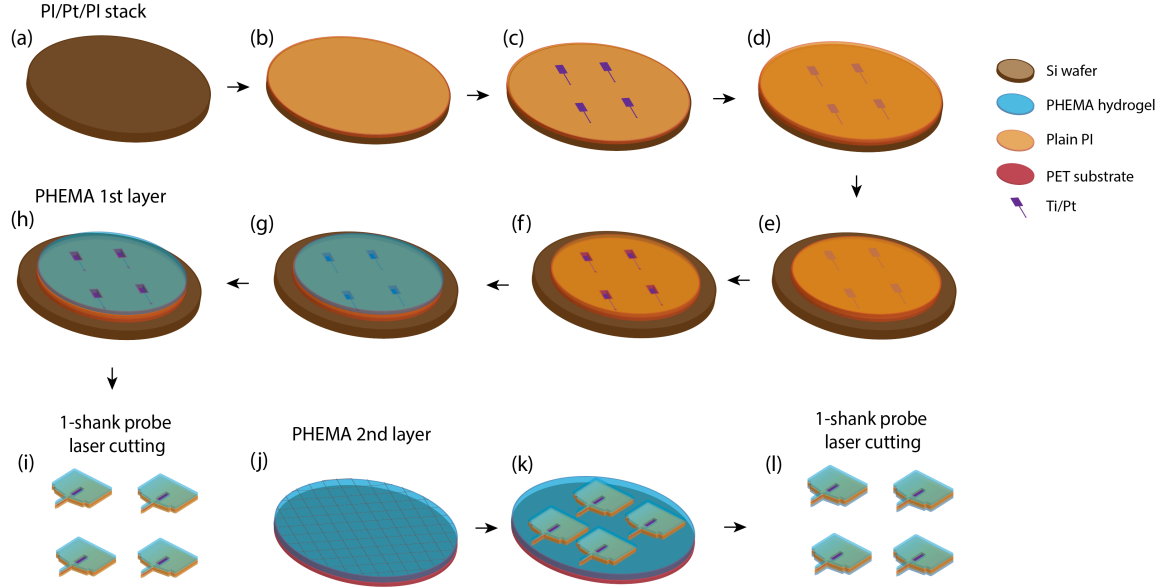 PI/Pt/PI stack
(a)
(b)
(c)
(d)
Si wafer
PHEMA hydrogel
Plain PI
PET substrate
Ti/Pt
PHEMA 1st layer
(h)
(g)
(f)
(e)
1-shank probe
laser cutting
(i)
PHEMA 2nd layer
(j)
(k)
1-shank probe
laser cutting
(l)